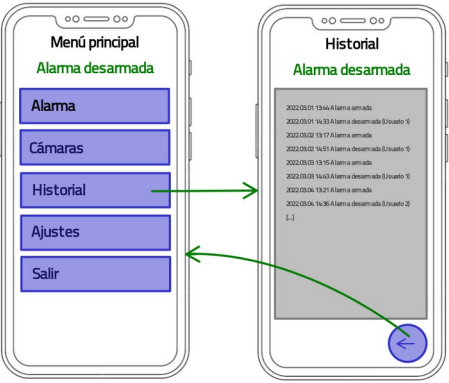 Menú principal
Alarma desarmada
Alarma
Cámaras
Historial
Ajustes
Salir
Historial
Alarma desarmada
2022.03.01 13:44 Alarma armada
2022.03.01 14:33 Alarma desarmada (Usuario 1)
2022.03.02 13:17 Alarma armada
2022.03.02 14:51 Alarma desarmada (Usuario 1)
2022.03.03 13:15 Alarma armada
2022.03.03 14:43 Alarma desarmada (Usuario 1)
2022.03.04 13:21 Alarma armada
2022.03.04 14:36 Alarma desarmada (Usuario 2)
[...]